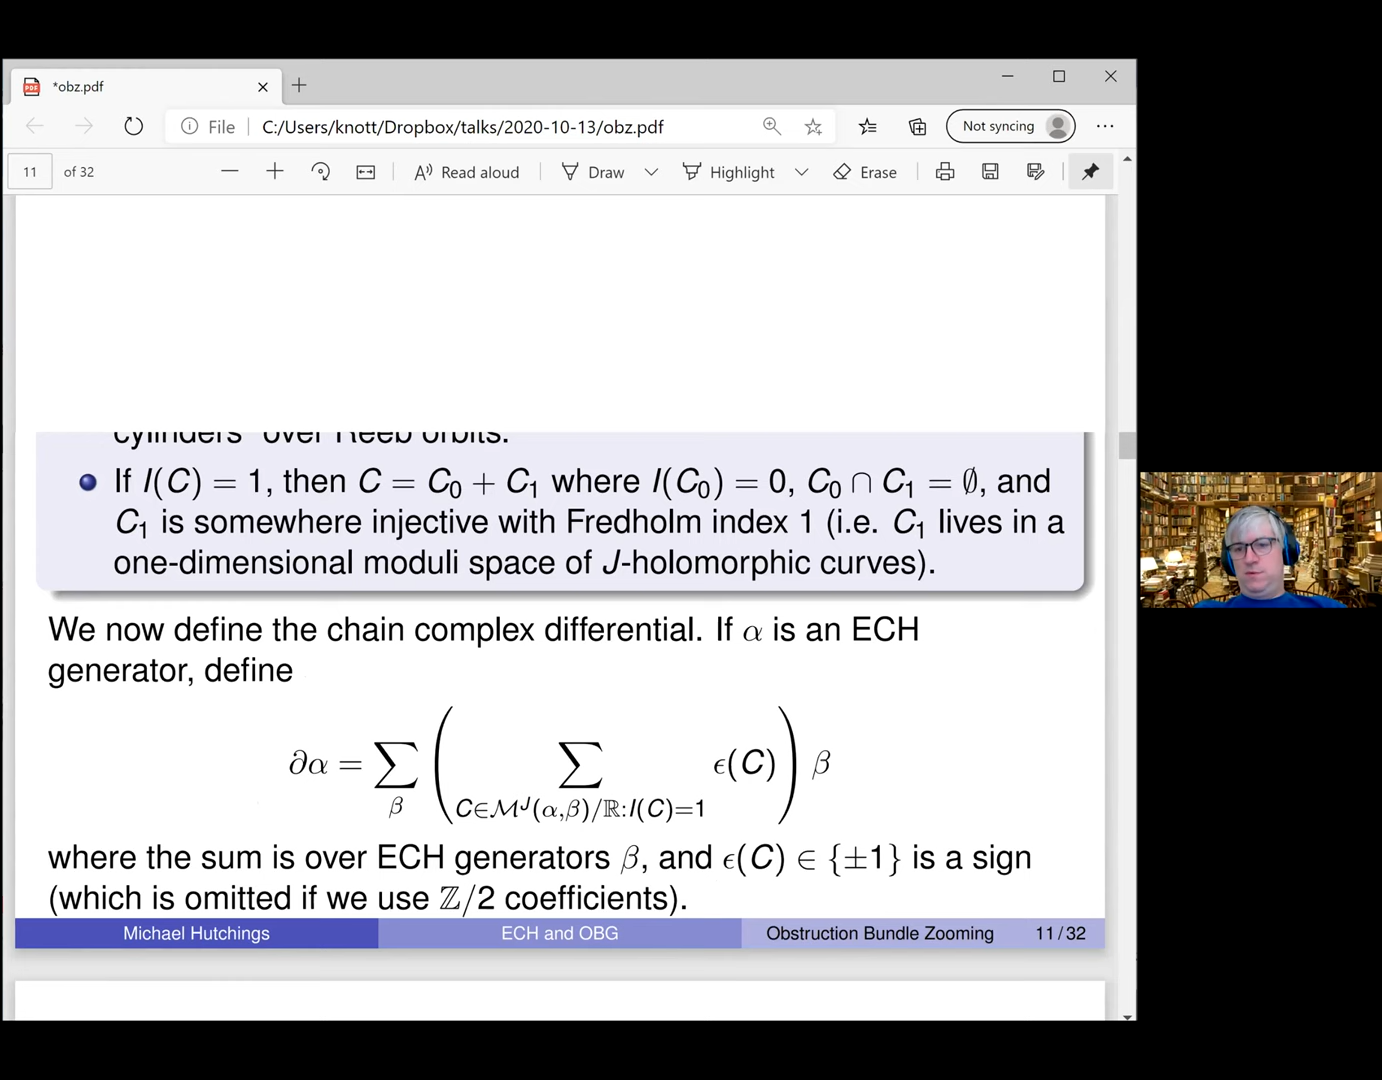 *obz.pdf
File C:/Users/knott/Dropbox/talks/2020-10-13/obz.pdf Not syncing
11 of 32 Read aloud Draw Highlight Erase
cylinders" over Reeb orbits.
If I(C) = 1, then C = C₀ + C₁ where I(C₀) = 0, C₀ ∩ C₁ = ∅, and
C₁ is somewhere injective with Fredholm index 1 (i.e. C₁ lives in a
one-dimensional moduli space of J-holomorphic curves).
We now define the chain complex differential. If α is an ECH
generator, define
∂α = ∑_β ( ∑_{C∈ℳᴶ(α,β)/ℝ:I(C)=1} ϵ(C) ) β
where the sum is over ECH generators β, and ϵ(C) ∈ {±1} is a sign
(which is omitted if we use ℤ/2 coefficients).
Michael Hutchings ECH and OBG Obstruction Bundle Zooming 11 / 32